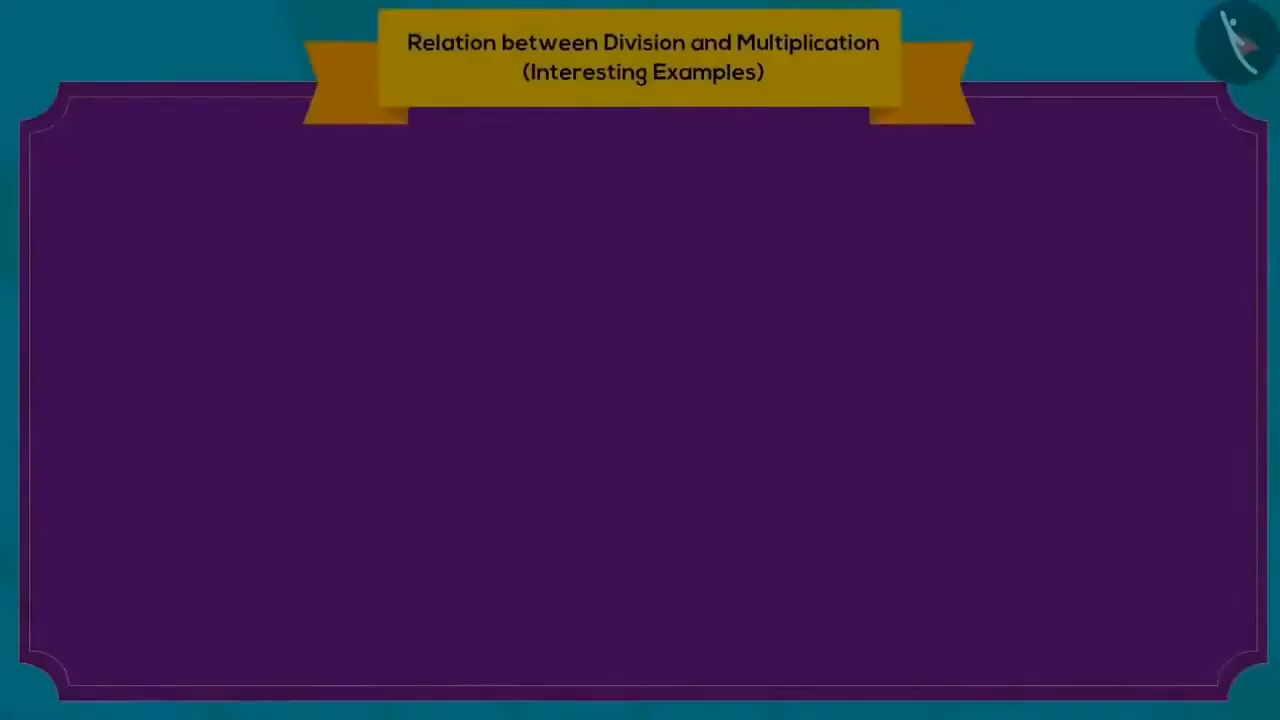 Relation between Division and Multiplication
(Interesting Examples)